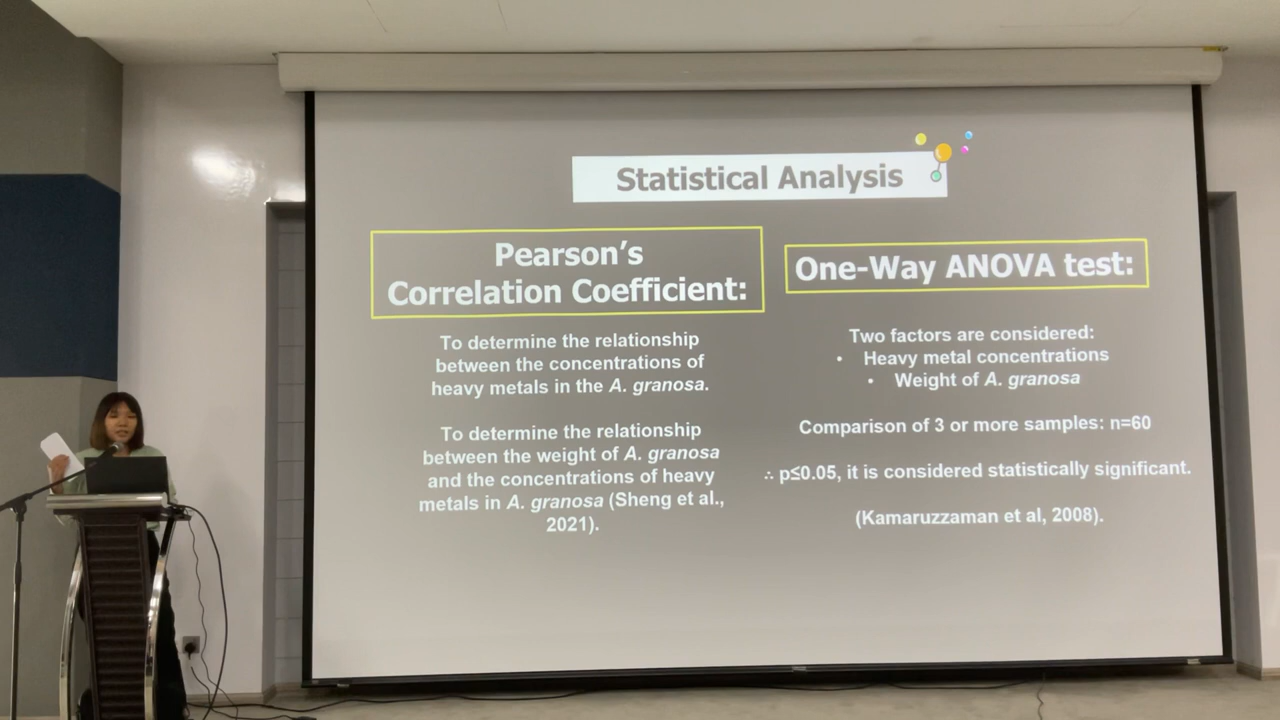 Statistical Analysis
Pearson’s
Correlation Coefficient:
To determine the relationship
between the concentrations of
heavy metals in the A. granosa.
To determine the relationship
between the weight of A. granosa
and the concentrations of heavy
metals in A. granosa (Sheng et al.,
2021).
One-Way ANOVA test:
Two factors are considered:
• Heavy metal concentrations
• Weight of A. granosa
Comparison of 3 or more samples: n=60
∴ p≤0.05, it is considered statistically significant.
(Kamaruzzaman et al, 2008).